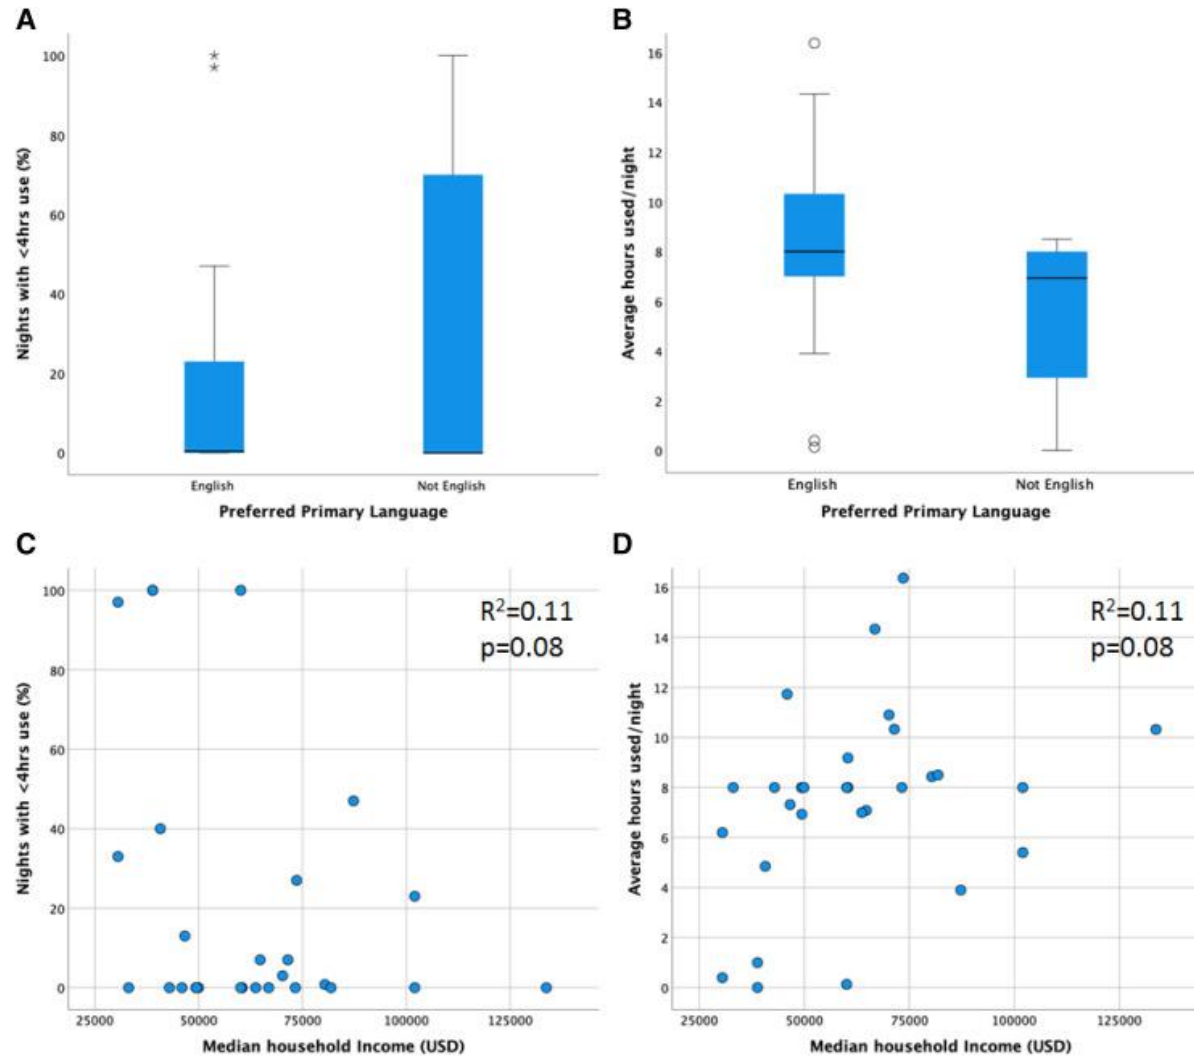 A
Nights with <4hrs use (%)
100
80
60
40
20
0
English
Not English
Preferred Primary Language
B
Average hours used/night
16
14
12
10
8
6
4
2
0
English
Not English
Preferred Primary Language
C
Nights with <4hrs use (%)
100
80
60
40
20
0
R²=0.11
p=0.08
25000
50000
75000
100000
125000
Median household Income (USD)
D
Average hours used/night
16
14
12
10
8
6
4
2
0
R²=0.11
p=0.08
25000
50000
75000
100000
125000
Median household Income (USD)